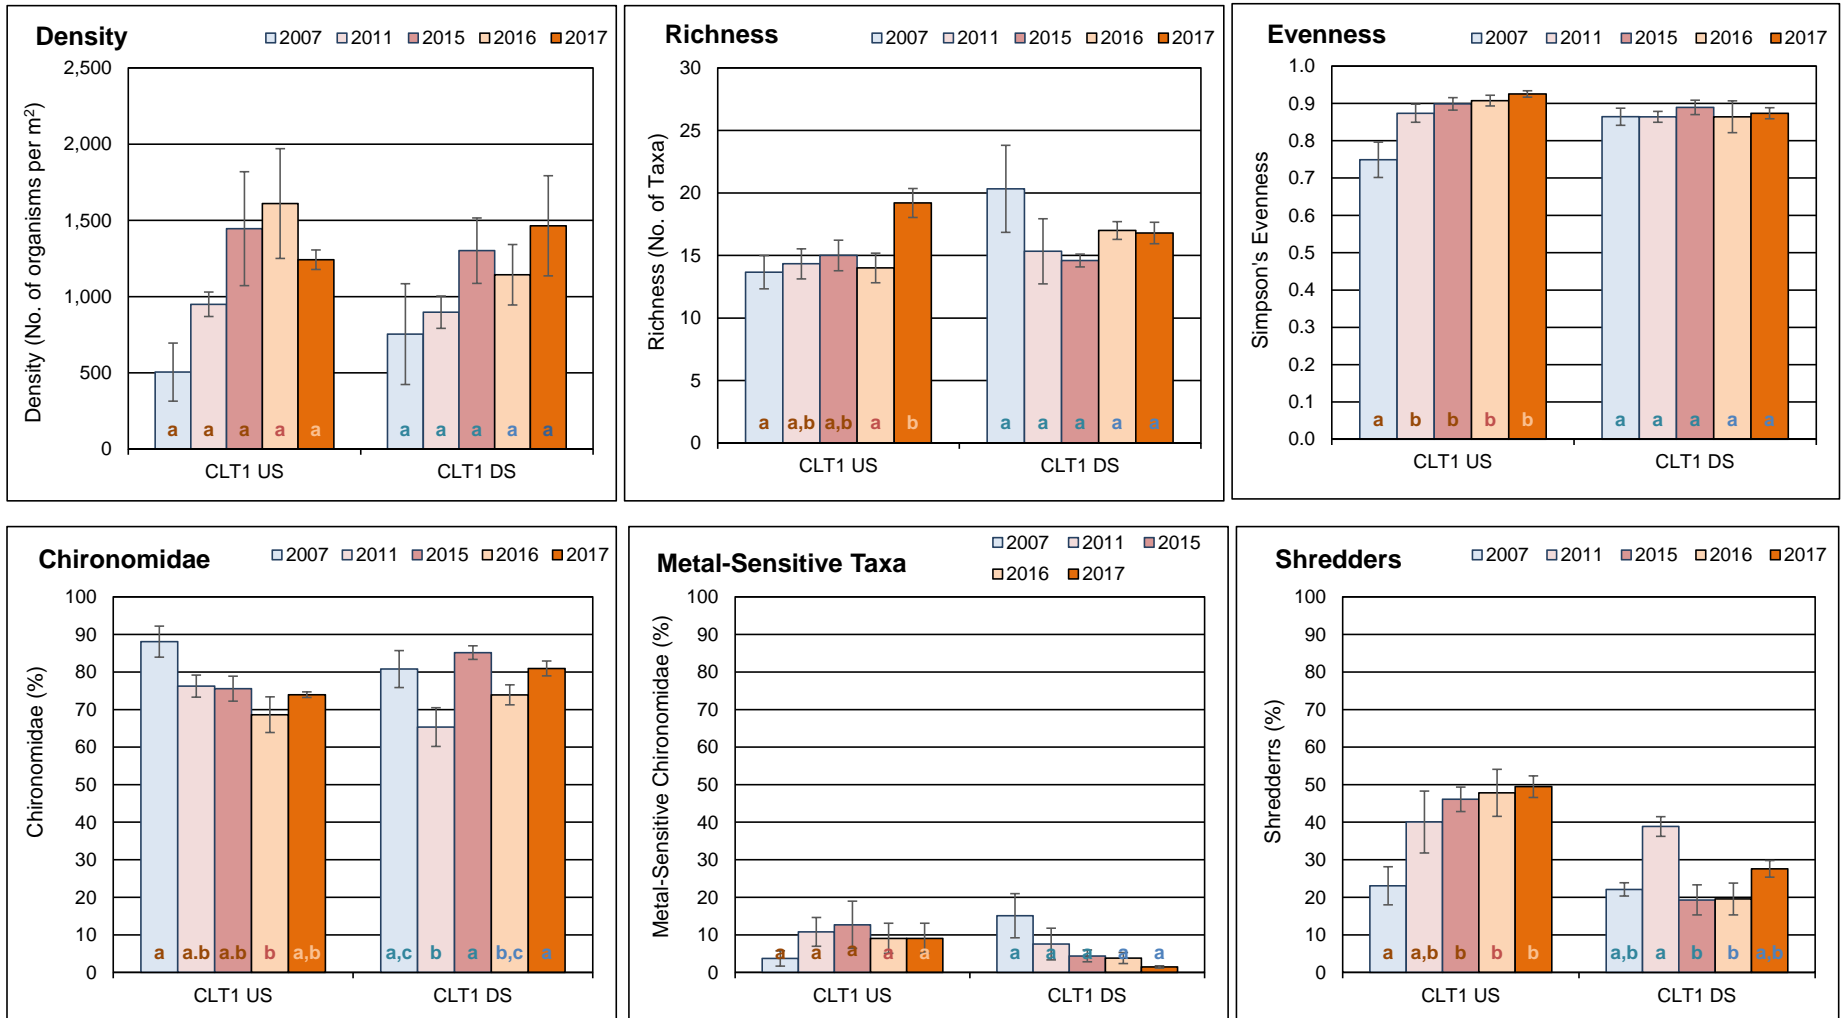 Density
2007 2011 2015 2016 2017
Density (No. of organisms per m2)
2,500
2,000
1,500
1,000
500
0
a a a a a a a a a a
CLT1 US CLT1 DS
Richness
2007 2011 2015 2016 2017
Richness (No. of Taxa)
30
25
20
15
10
5
0
a a,b a,b a b a a a a a
CLT1 US CLT1 DS
Evenness
2007 2011 2015 2016 2017
Simpson's Evenness
1.0
0.9
0.8
0.7
0.6
0.5
0.4
0.3
0.2
0.1
0.0
a b b b b a a a a a
CLT1 US CLT1 DS
Chironomidae
2007 2011 2015 2016 2017
Chironomidae (%)
100
90
80
70
60
50
40
30
20
10
0
a a.b a.b b a,b a,c b a b,c a
CLT1 US CLT1 DS
Metal-Sensitive Taxa
2007 2011 2015
2016 2017
Metal-Sensitive Chironomidae (%)
100
90
80
70
60
50
40
30
20
10
0
a a a a a a a a a a
CLT1 US CLT1 DS
Shredders
2007 2011 2015 2016 2017
Shredders (%)
100
90
80
70
60
50
40
30
20
10
0
a a,b b b b a,b a b b a,b
CLT1 US CLT1 DS